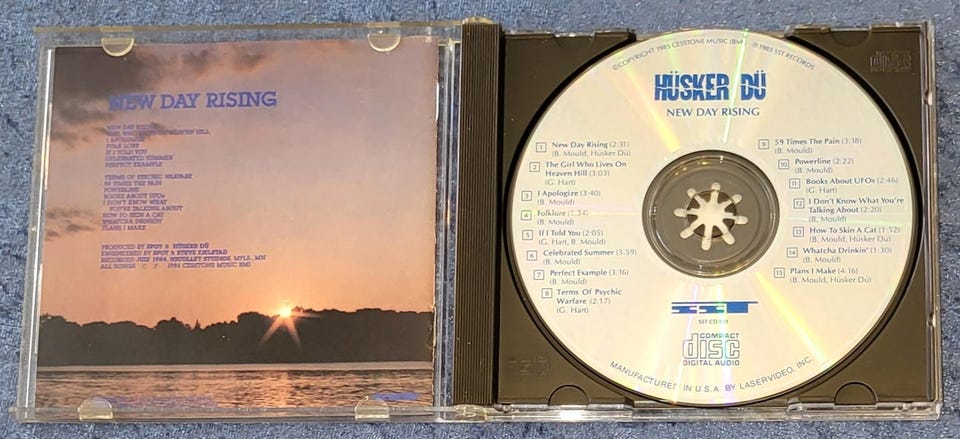 NEW DAY RISING
NEW DAY RISING
GIRL WHO LIVES ON HEAVEN HILL
I APOLOGIZE
FOLK LORE
IF I TOLD YOU
CELEBRATED SUMMER
PERFECT EXAMPLE
TERMS OF PSYCHIC WARFARE
59 TIMES THE PAIN
POWERLINE
BOOKS ABOUT UFOs
I DON'T KNOW WHAT
YOU'RE TALKING ABOUT
HOW TO SKIN A CAT
WHATCHA DRINKIN'
PLANS I MAKE
PRODUCED BY SPOT & HÜSKER DÜ
ENGINEERED BY SPOT & STEVE FJELSTAD
RECORDED JULY 1984, NICOLLET STUDIOS, MPLS., MN
ALL SONGS © ℗ 1985 CESSTONE MUSIC BMI
©COPYRIGHT 1985 CESSTONE MUSIC (BMI) ℗ 1985 SST RECORDS
HÜSKER DÜ
NEW DAY RISING
1 New Day Rising (2:31)
(B. Mould, Hüsker Dü)
2 The Girl Who Lives On
Heaven Hill (3:03)
(G. Hart)
3 I Apologize (3:40)
(B. Mould)
4 Folklore (1:34)
(B. Mould)
5 If I Told You (2:05)
(G. Hart, B. Mould)
6 Celebrated Summer (3:59)
(B. Mould)
7 Perfect Example (3:16)
(B. Mould)
8 Terms Of Psychic
Warfare (2:17)
(G. Hart)
9 59 Times The Pain (3:18)
(B. Mould)
10 Powerline (2:22)
(B. Mould)
11 Books About UFOs (2:46)
(G. Hart)
12 I Don't Know What You're
Talking About (2:20)
(B. Mould)
13 How To Skin A Cat (1:52)
(B. Mould, Hüsker Dü)
14 Whatcha Drinkin' (1:30)
(B. Mould)
15 Plans I Make (4:16)
(B. Mould, Hüsker Dü)
SST
SST CD
COMPACT
disc
DIGITAL AUDIO
MANUFACTURED IN U.S.A. BY LASERVIDEO, INC.
COMPACT
disc